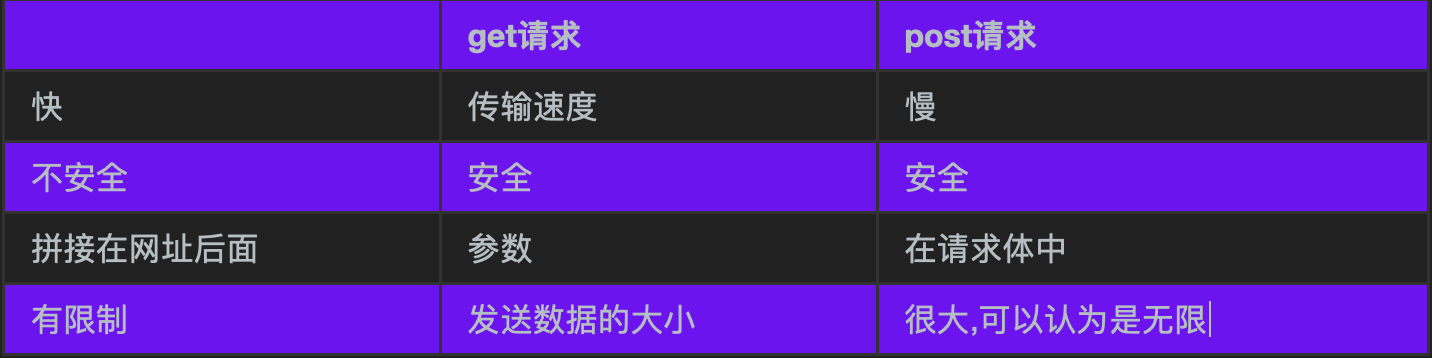 get请求 post请求
快 传输速度 慢
不安全 安全 安全
拼接在网址后面 参数 在请求体中
有限制 发送数据的大小 很大,可以认为是无限